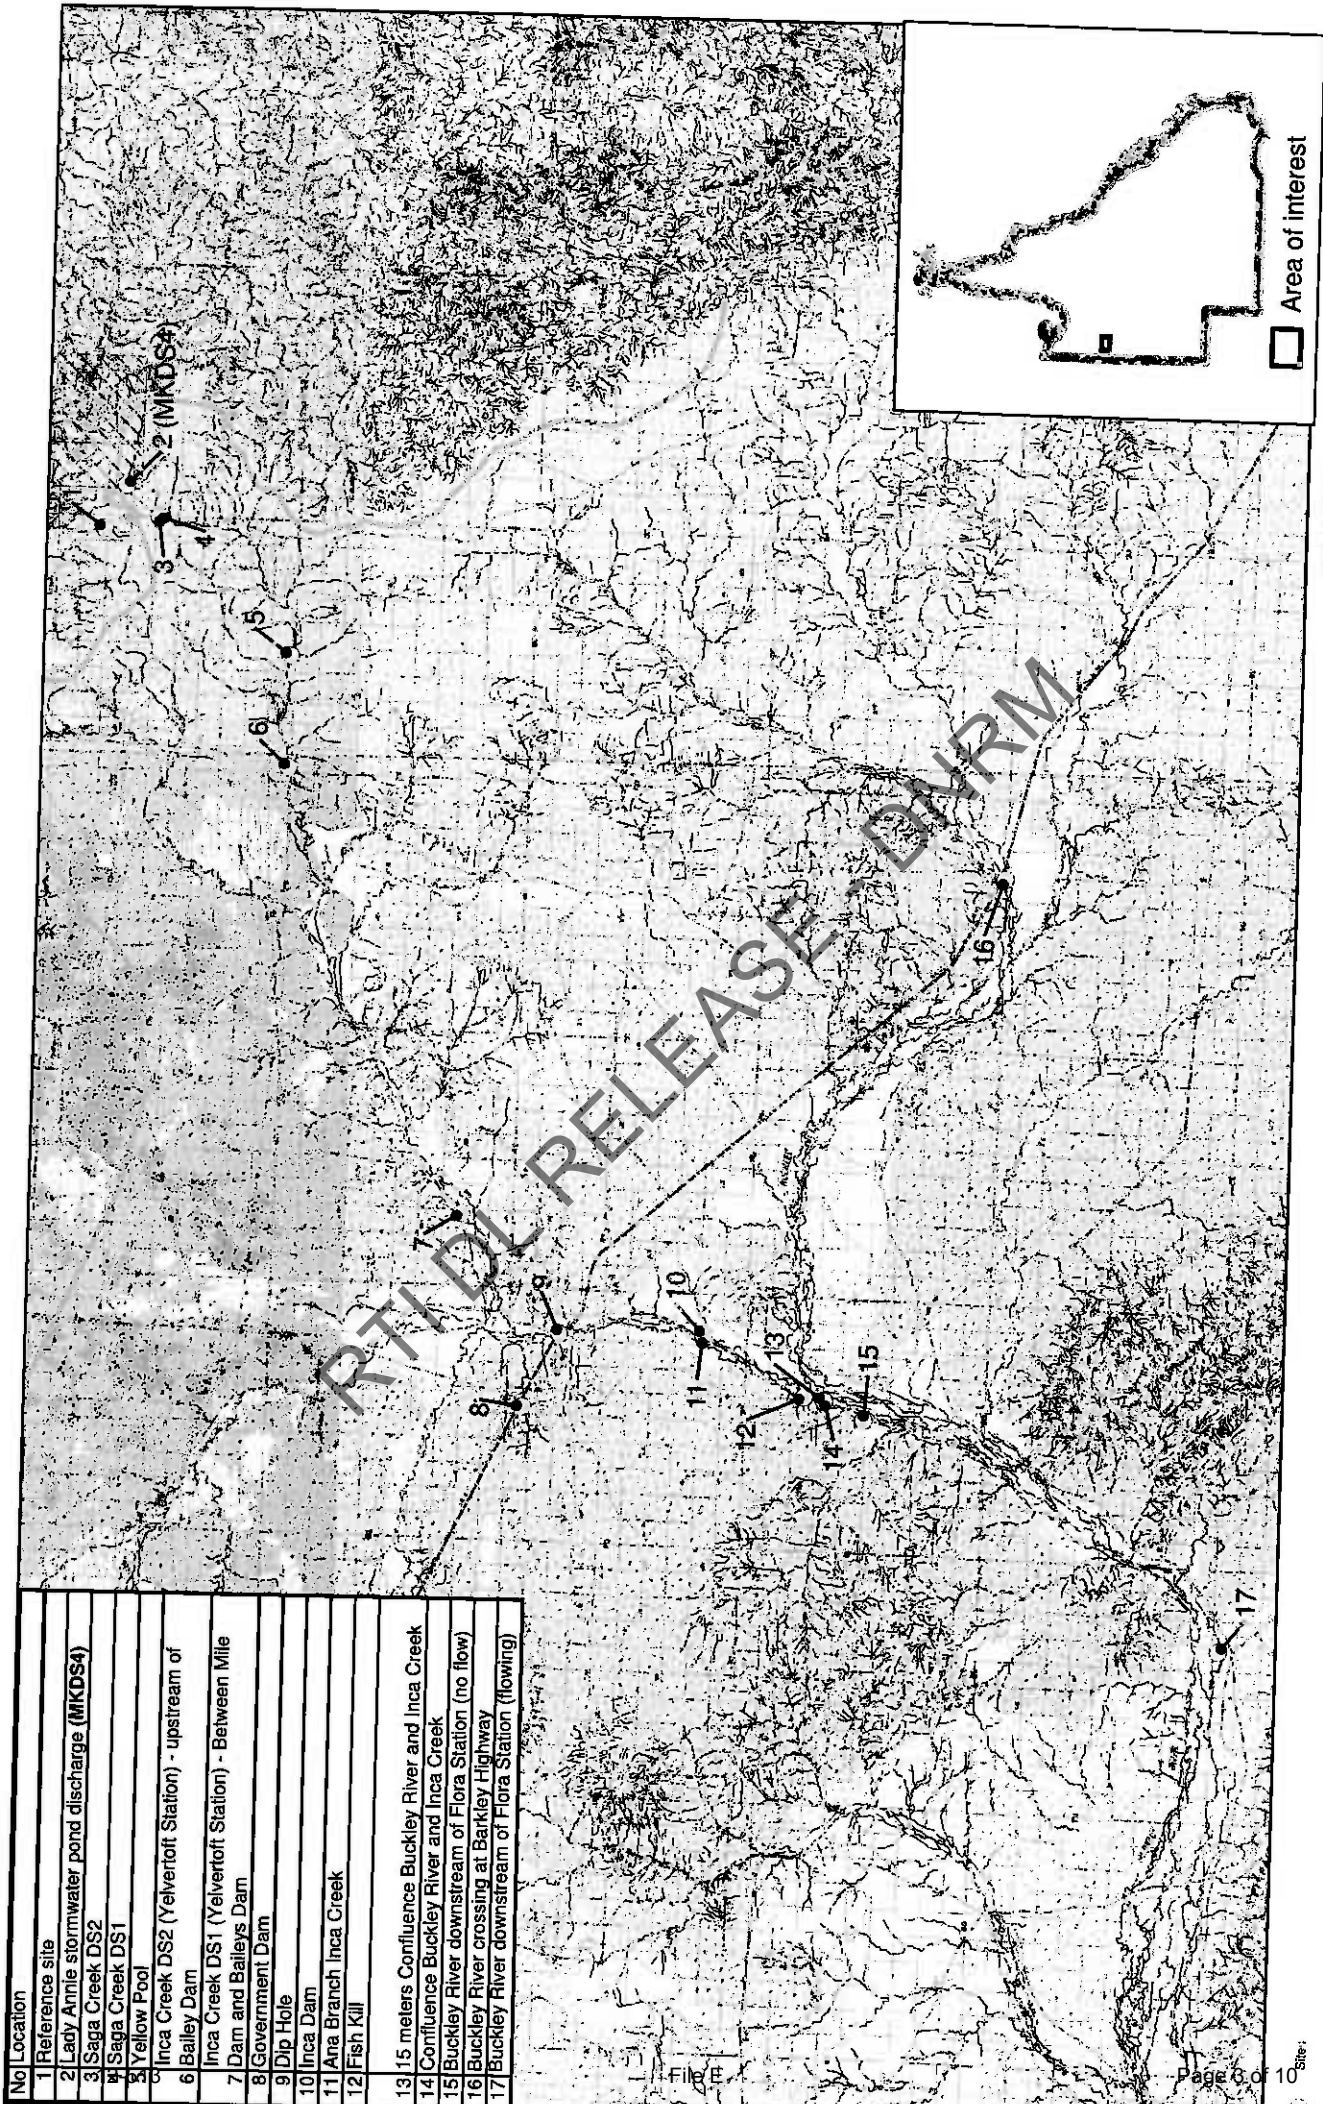 No Location
1 Reference site
2 Lady Annie stormwater pond discharge (MKDS4)
3 Saga Creek DS2
4 Saga Creek DS1
5 Yellow Pool
Inca Creek DS2 (Yelvertoft Station) - upstream of
6 Bailey Dam
Inca Creek DS1 (Yelvertoft Station) - Between Mile
7 Dam and Baileys Dam
8 Government Dam
9 Dip Hole
10 Inca Dam
11 Ana Branch Inca Creek
12 Fish Kill
13 15 meters Confluence Buckley River and Inca Creek
14 Confluence Buckley River and Inca Creek
15 Buckley River downstream of Flora Station (no flow)
16 Buckley River crossing at Barkley Highway
17 Buckley River downstream of Flora Station (flowing)
1
2 (MKDS4)
3
4
5
6
7
8
9
10
11
12
13
14
15
16
17
Area of interest
RTI DL RELEASE - DNRM
File E
Page 3 of 10
Site: